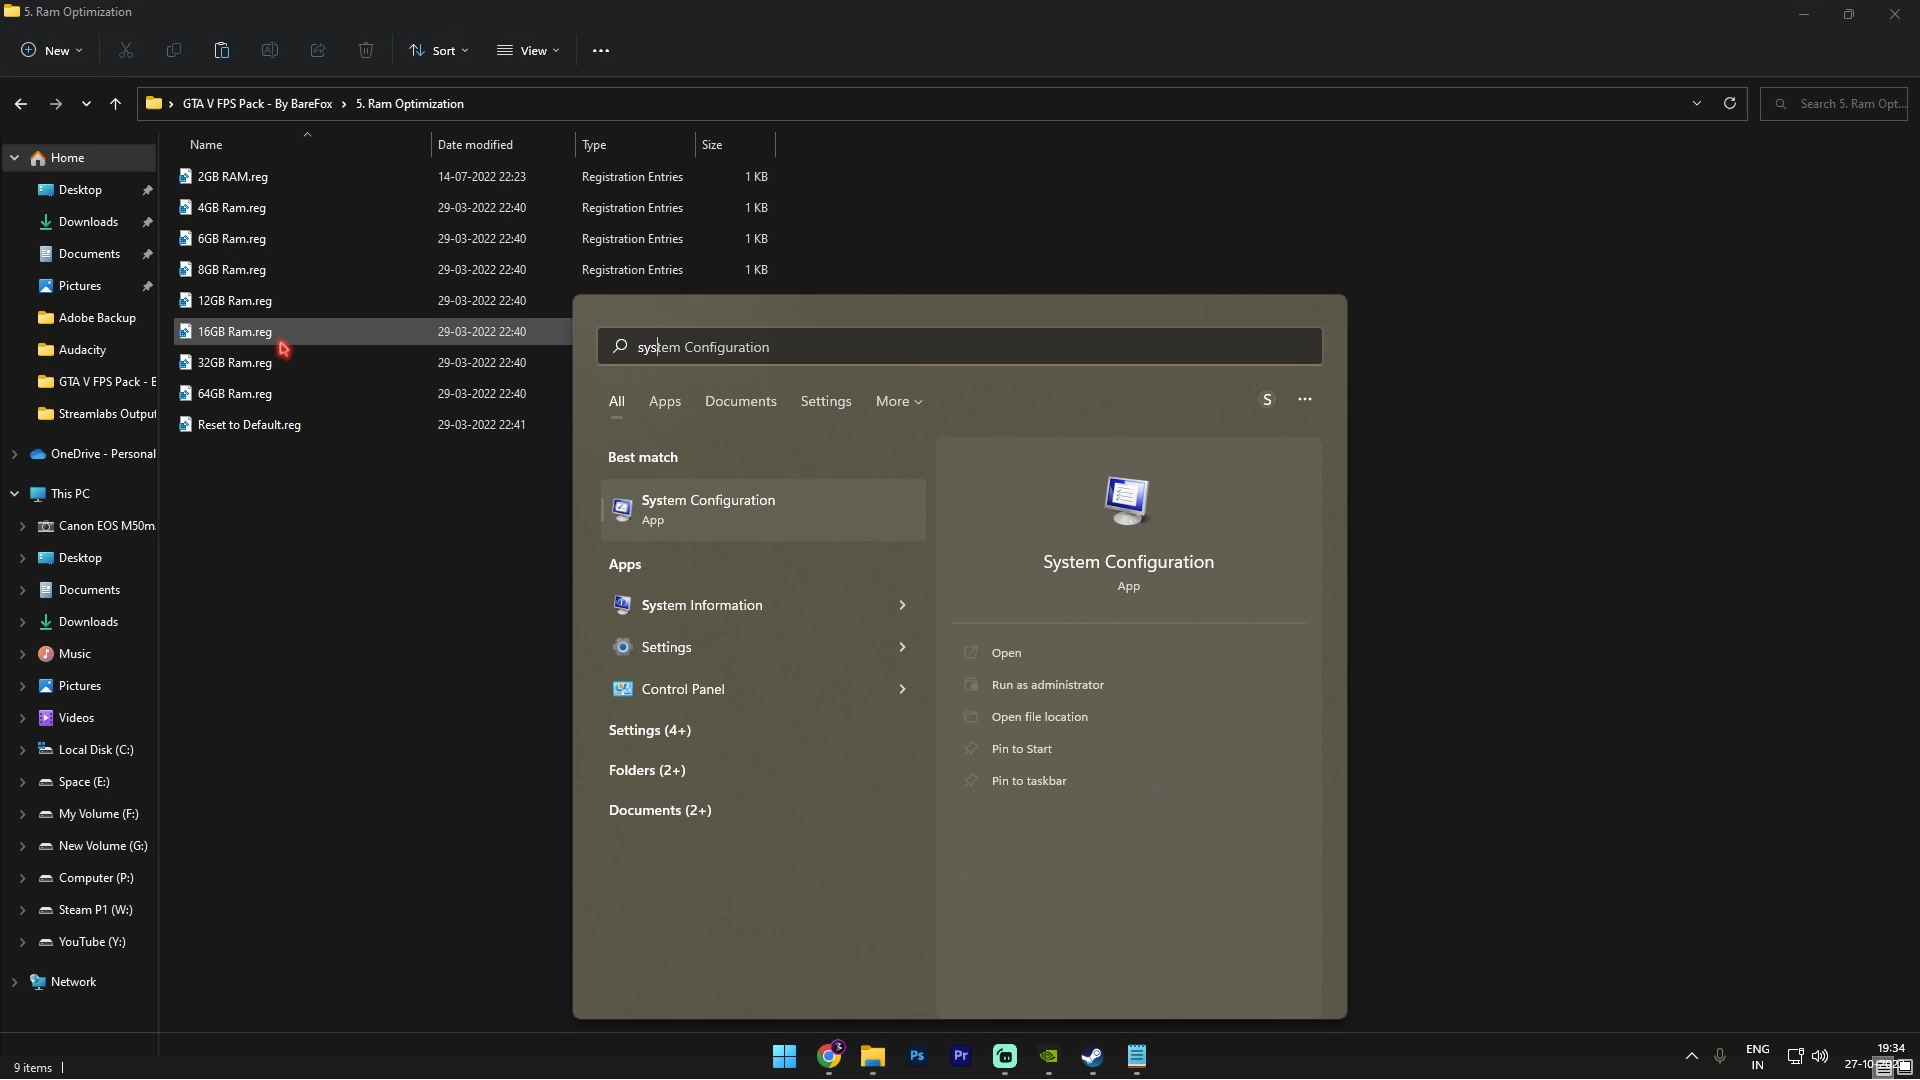 5. Ram Optimization
New
Sort
View
GTA V FPS Pack - By BareFox
5. Ram Optimization
Search 5. Ram Opt...
Name
Date modified
Type
Size
Home
Desktop
Downloads
Documents
Pictures
Adobe Backup
Audacity
GTA V FPS Pack - E
Streamlabs Output
OneDrive - Personal
This PC
Canon EOS M50m
Desktop
Documents
Downloads
Music
Pictures
Videos
Local Disk (C:)
Space (E:)
My Volume (F:)
New Volume (G:)
Computer (P:)
Steam P1 (W:)
YouTube (Y:)
Network
2GB RAM.reg 14-07-2022 22:23 Registration Entries 1 KB
4GB Ram.reg 29-03-2022 22:40 Registration Entries 1 KB
6GB Ram.reg 29-03-2022 22:40 Registration Entries 1 KB
8GB Ram.reg 29-03-2022 22:40 Registration Entries 1 KB
12GB Ram.reg 29-03-2022 22:40
16GB Ram.reg 29-03-2022 22:40
32GB Ram.reg 29-03-2022 22:40
64GB Ram.reg 29-03-2022 22:40
Reset to Default.reg 29-03-2022 22:41
system Configuration
All
Apps
Documents
Settings
More
S
Best match
System Configuration
App
Apps
System Information
Settings
Control Panel
Settings (4+)
Folders (2+)
Documents (2+)
System Configuration
App
Open
Run as administrator
Open file location
Pin to Start
Pin to taskbar
9 items
Ps
Pr
ENG
IN
19:34
27-10